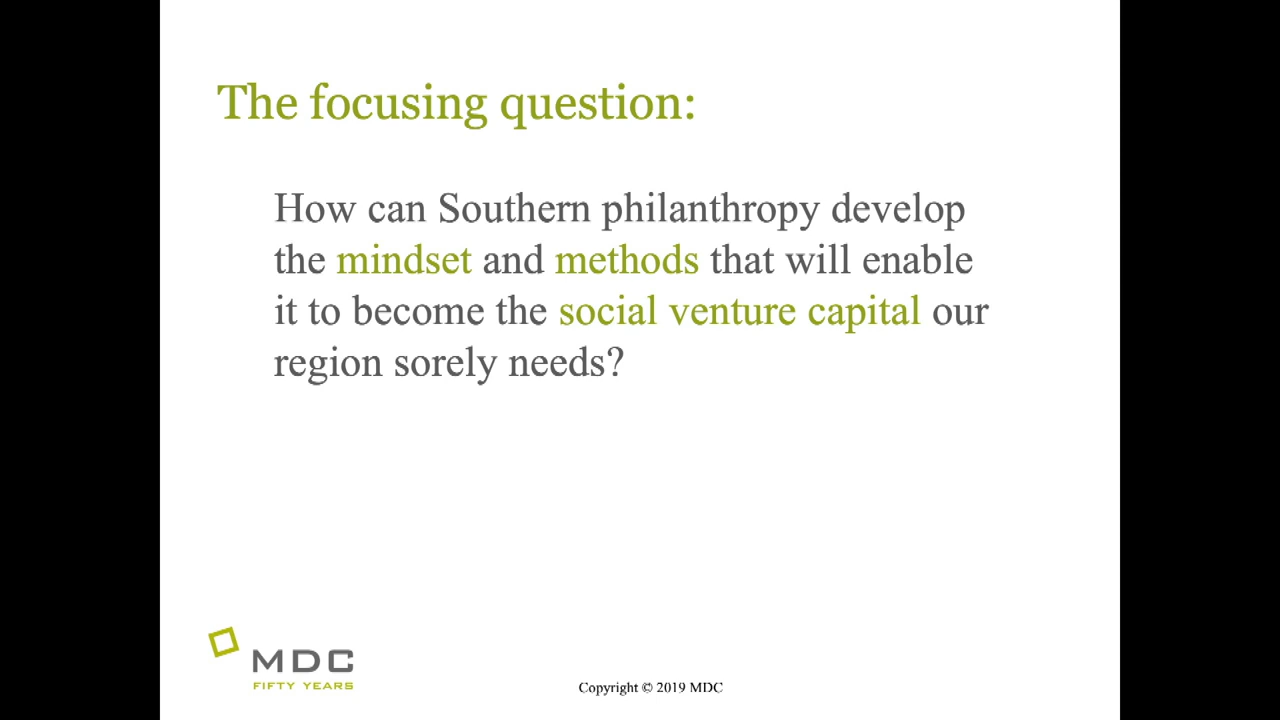 The focusing question:
How can Southern philanthropy develop
the mindset and methods that will enable
it to become the social venture capital our
region sorely needs?
MDC
FIFTY YEARS
Copyright © 2019 MDC